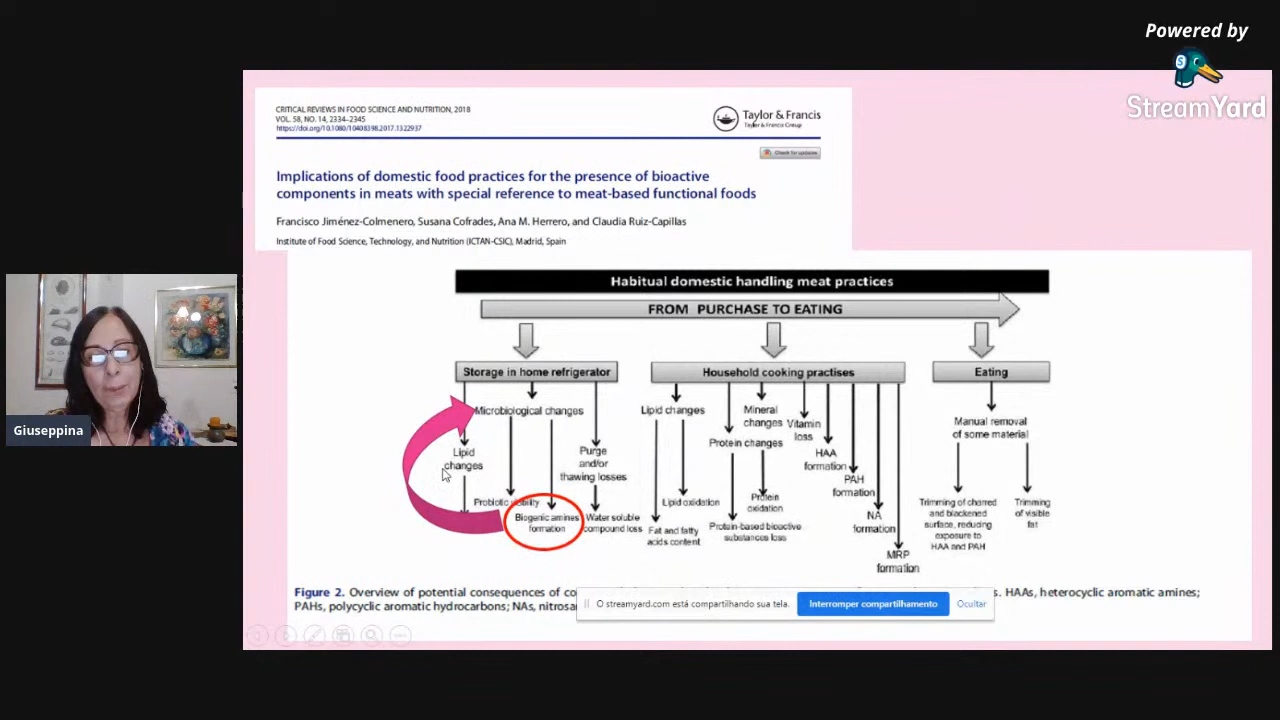 Powered by
StreamYard
CRITICAL REVIEWS IN FOOD SCIENCE AND NUTRITION, 2018
VOL. 58, NO. 14, 2334–2345
https://doi.org/10.1080/10408398.2017.1322937
Taylor & Francis
Taylor & Francis Group
Check for updates
Implications of domestic food practices for the presence of bioactive
components in meats with special reference to meat-based functional foods
Francisco Jiménez-Colmenero, Susana Cofrades, Ana M. Herrero, and Claudia Ruiz-Capillas
Institute of Food Science, Technology, and Nutrition (ICTAN-CSIC), Madrid, Spain
Habitual domestic handling meat practices
FROM PURCHASE TO EATING
Storage in home refrigerator
Household cooking practises
Eating
Microbiological changes
Lipid
changes
Purge
and/or
thawing losses
Probiotic viability
Biogenic amines
formation
Water soluble
compound loss
Lipid changes
Mineral
changes
Vitamin
loss
Protein changes
HAA
formation
PAH
formation
NA
formation
MRP
formation
Lipid oxidation
Protein
oxidation
Fat and fatty
acids content
Protein-based bioactive
substances loss
Manual removal
of some material
Trimming of charred
and blackened
surface, reducing
exposure to
HAA and PAH
Trimming
of visible
fat
Giuseppina
Figure 2. Overview of potential consequences of
HAAs, heterocyclic aromatic amines;
PAHs, polycyclic aromatic hydrocarbons; NAs,
O streamyard.com está compartilhando sua tela.
Interromper compartilhamento
Ocultar